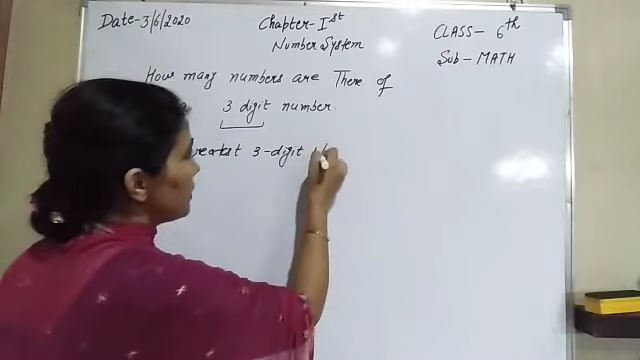 Date-3/6/2020
Chapter-Ist
Number System
CLASS- 6th
Sub- MATH
How many numbers are There of
3 digit number.
3-digit